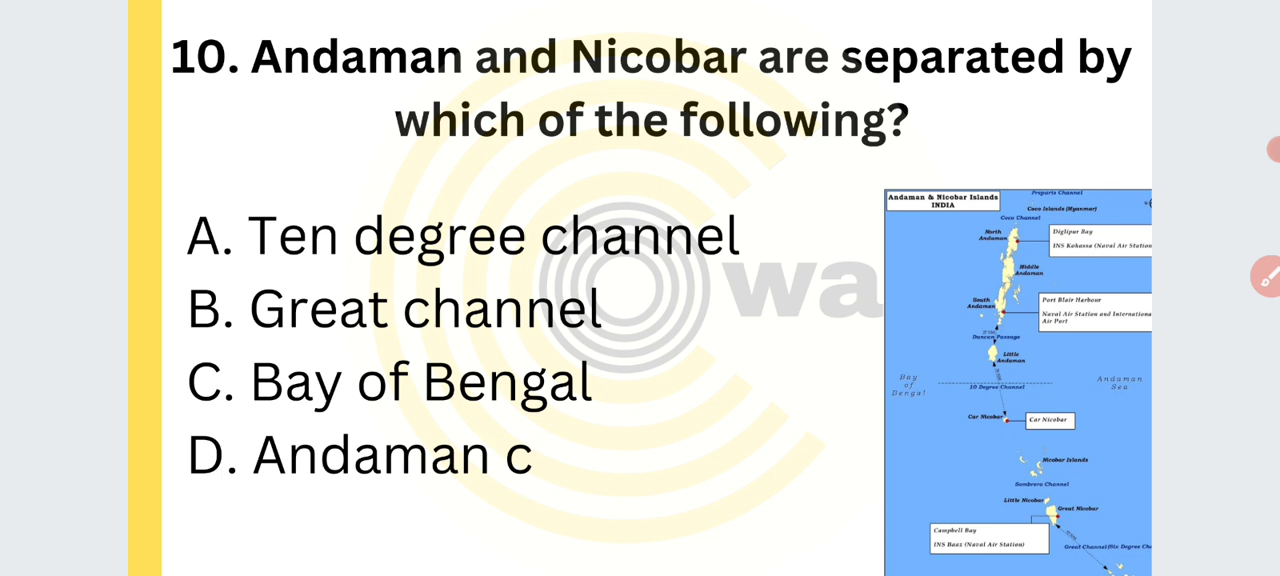 10. Andaman and Nicobar are separated by
which of the following?
A. Ten degree channel
B. Great channel
C. Bay of Bengal
D. Andaman c
wa
Andaman & Nicobar Islands
INDIA
Preparis Channel
Coco Islands (Myanmar)
Coco Channel
North
Andaman
Diglipur Bay
INS Kohassa (Naval Air Station
Middle
Andaman
South
Andaman
Port Blair Harbour
Naval Air Station and Internationa
Air Port
Duncan Passage
Little
Andaman
Bay
of
Bengal
Andaman
Sea
10 Degree Channel
Car Nicobar
Car Nicobar
Nicobar Islands
Sombrero Channel
Little Nicobar
Great Nicobar
Campbell Bay
INS Baaz (Naval Air Station)
Great Channel(Six Degree Cha